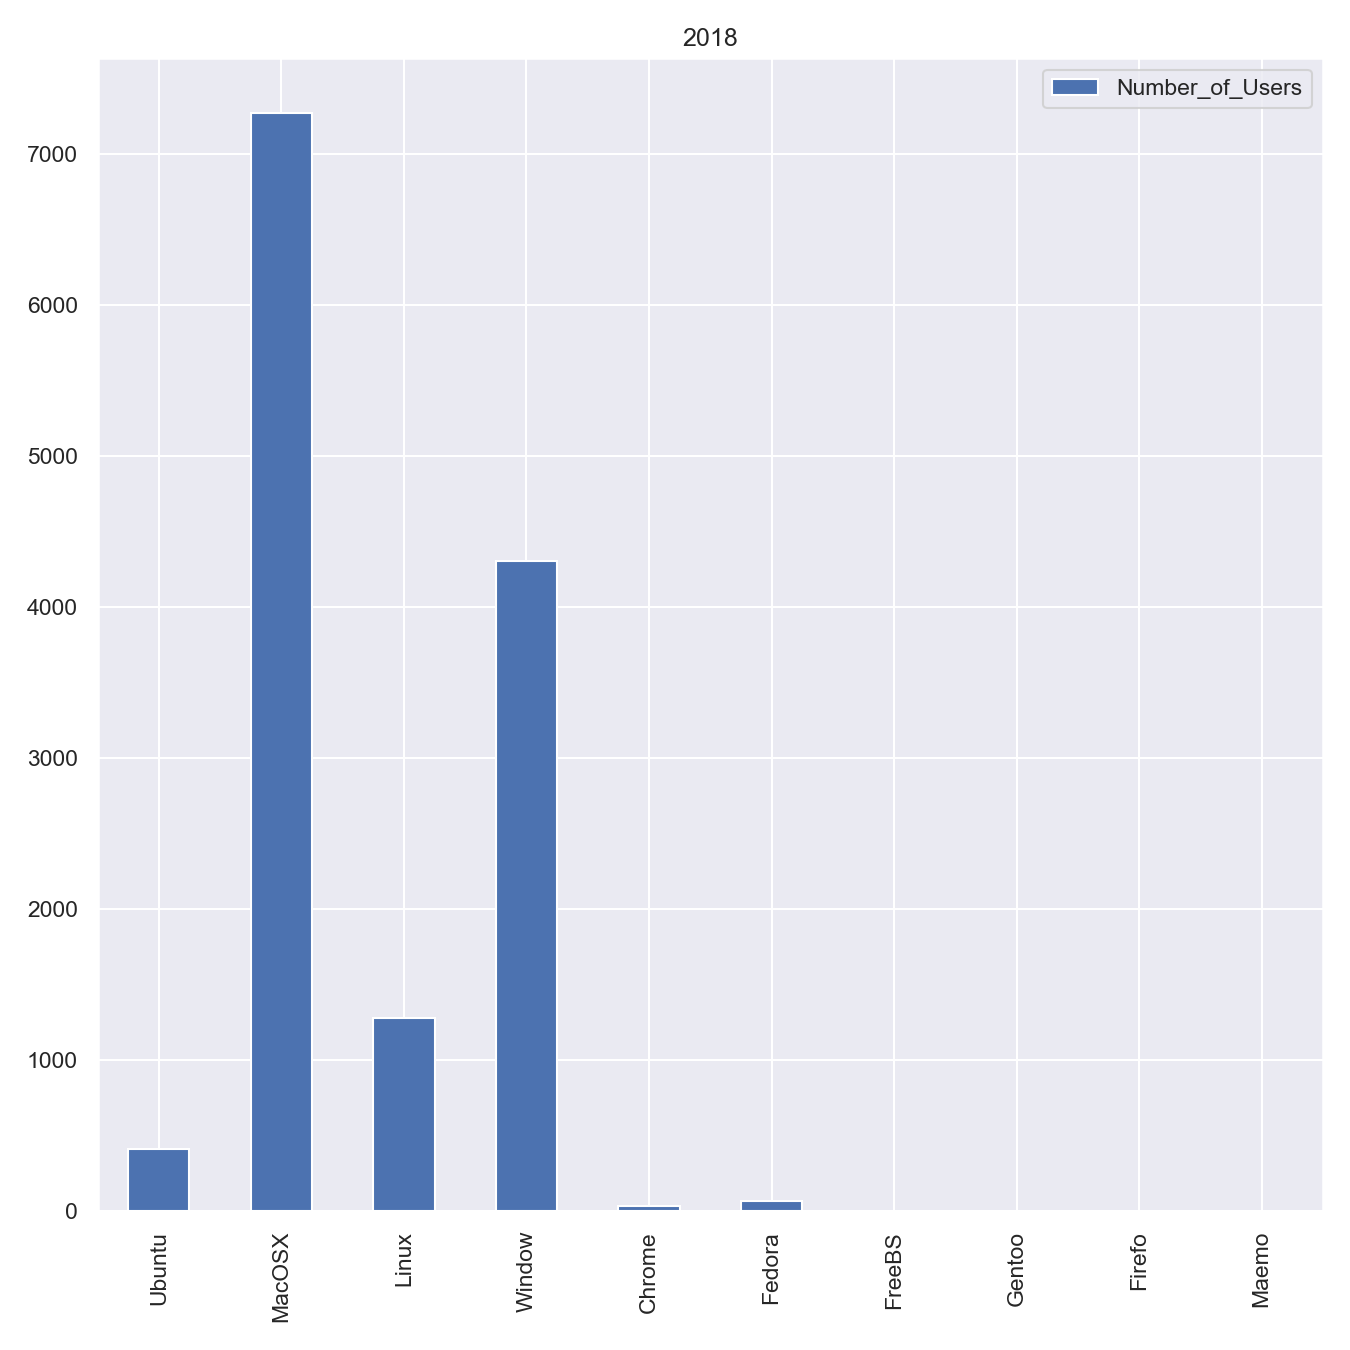 2018
Number_of_Users
7000
6000
5000
4000
3000
2000
1000
0
Ubuntu
MacOSX
Linux
Window
Chrome
Fedora
FreeBS
Gentoo
Firefo
Maemo